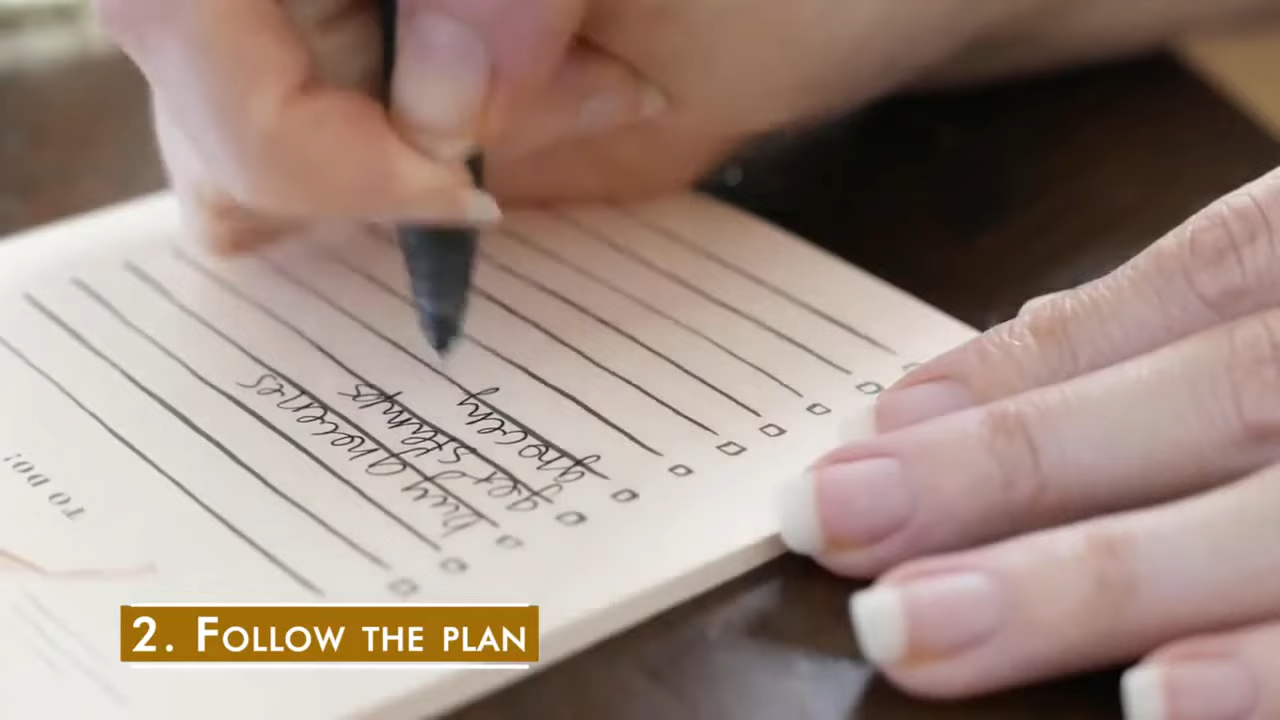 TO DO:
buy groceries
get stamps
grocery
2. FOLLOW THE PLAN